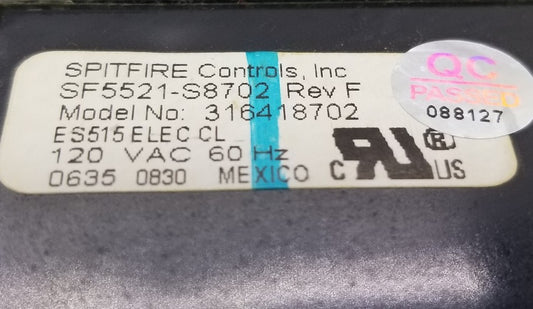 SPITFIRE Controls, Inc
SF5521-S8702 Rev F
Model No: 316418702
ES515 ELEC CL
120 VAC 60 Hz
0635 0830 MEXICO
C RU US
®
QC
PASSED
088127